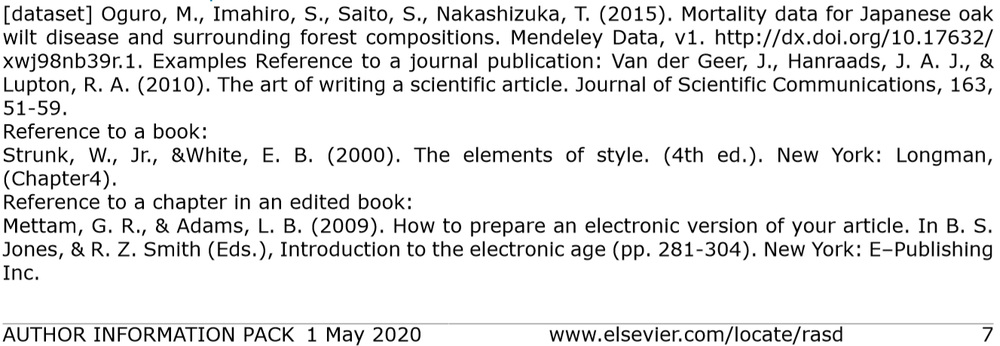 [dataset] Oguro, M., Imahiro, S., Saito, S., Nakashizuka, T. (2015). Mortality data for Japanese oak
wilt disease and surrounding forest compositions. Mendeley Data, v1. http://dx.doi.org/10.17632/
xwj98nb39r.1. Examples Reference to a journal publication: Van der Geer, J., Hanraads, J. A. J., &
Lupton, R. A. (2010). The art of writing a scientific article. Journal of Scientific Communications, 163,
51-59.
Reference to a book:
Strunk, W., Jr., &White, E. B. (2000). The elements of style. (4th ed.). New York: Longman,
(Chapter4).
Reference to a chapter in an edited book:
Mettam, G. R., & Adams, L. B. (2009). How to prepare an electronic version of your article. In B. S.
Jones, & R. Z. Smith (Eds.), Introduction to the electronic age (pp. 281-304). New York: E–Publishing
Inc.
AUTHOR INFORMATION PACK 1 May 2020 www.elsevier.com/locate/rasd 7